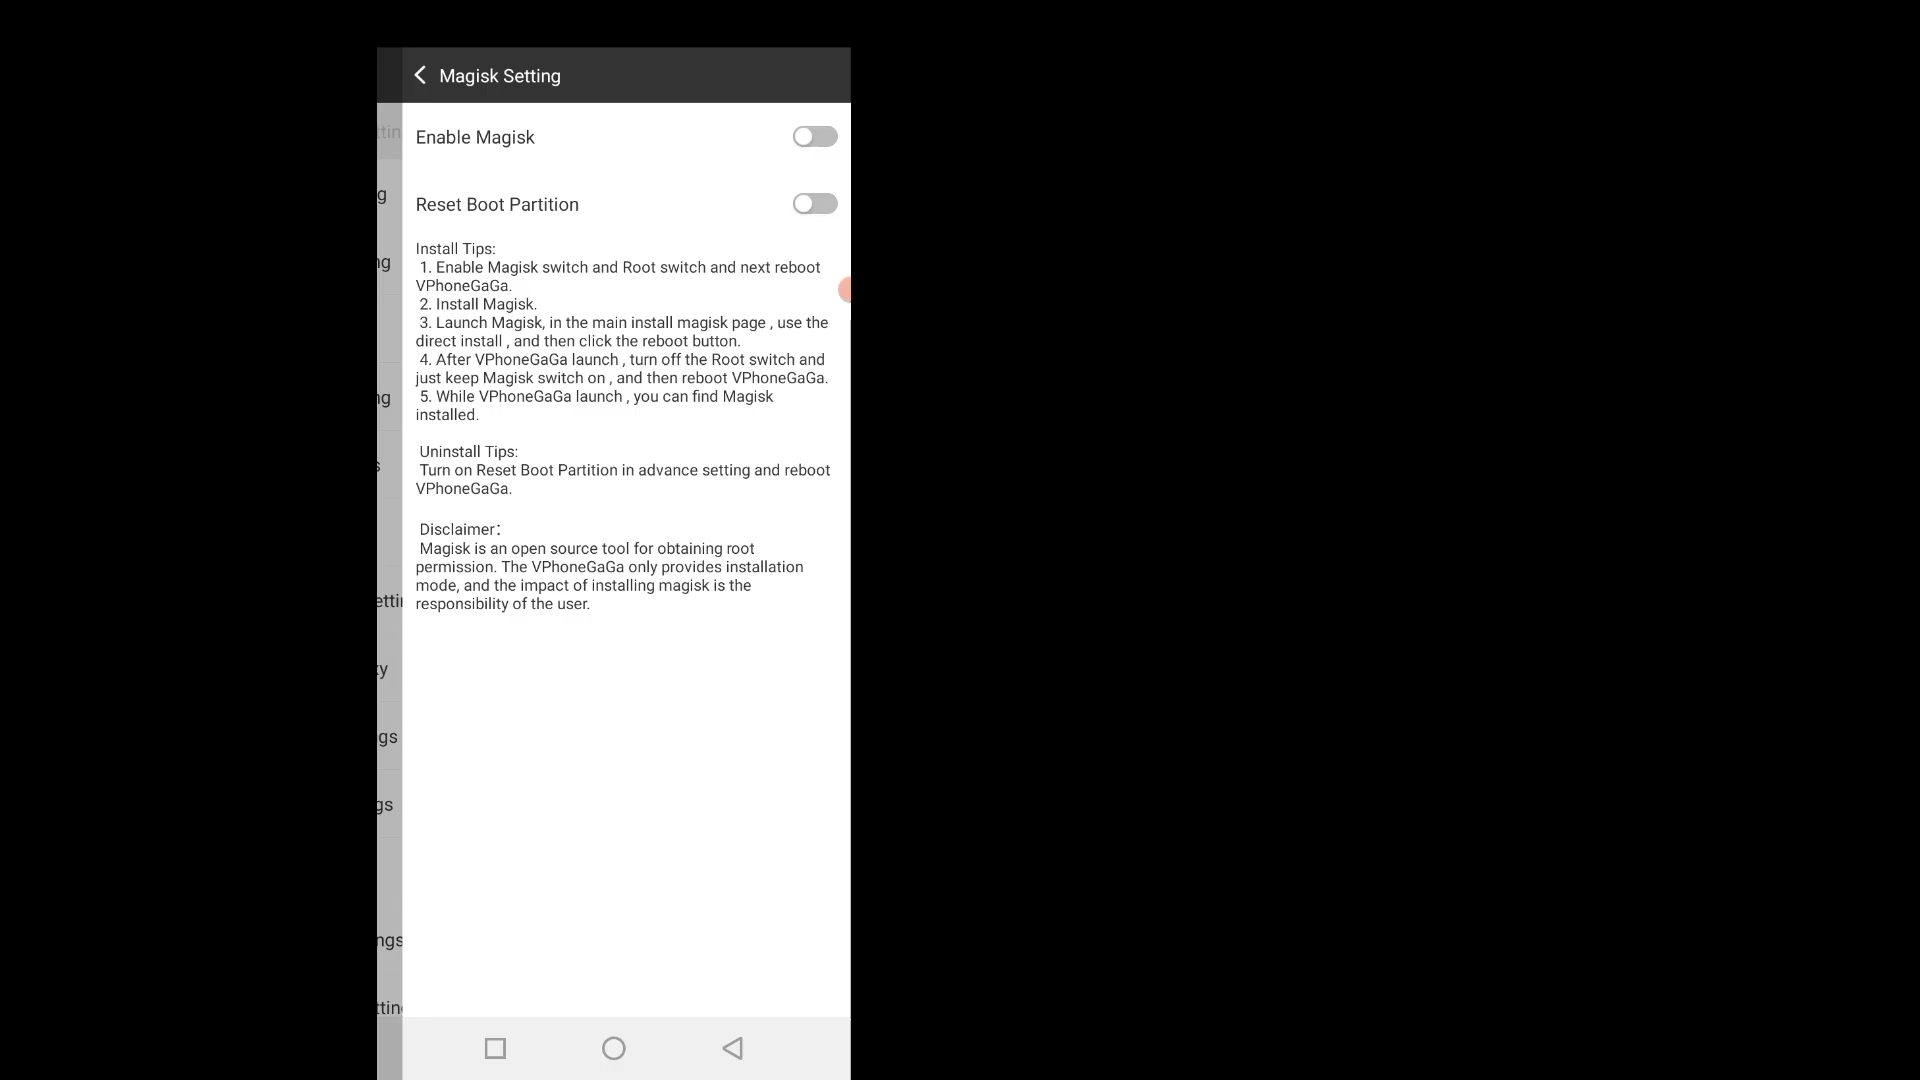 Magisk Setting
Enable Magisk
Reset Boot Partition
Install Tips:
1. Enable Magisk switch and Root switch and next reboot
VPhoneGaGa.
2. Install Magisk.
3. Launch Magisk, in the main install magisk page , use the
direct install , and then click the reboot button.
4. After VPhoneGaGa launch , turn off the Root switch and
just keep Magisk switch on , and then reboot VPhoneGaGa.
5. While VPhoneGaGa launch , you can find Magisk
installed.
Uninstall Tips:
Turn on Reset Boot Partition in advance setting and reboot
VPhoneGaGa.
Disclaimer：
Magisk is an open source tool for obtaining root
permission. The VPhoneGaGa only provides installation
mode, and the impact of installing magisk is the
responsibility of the user.